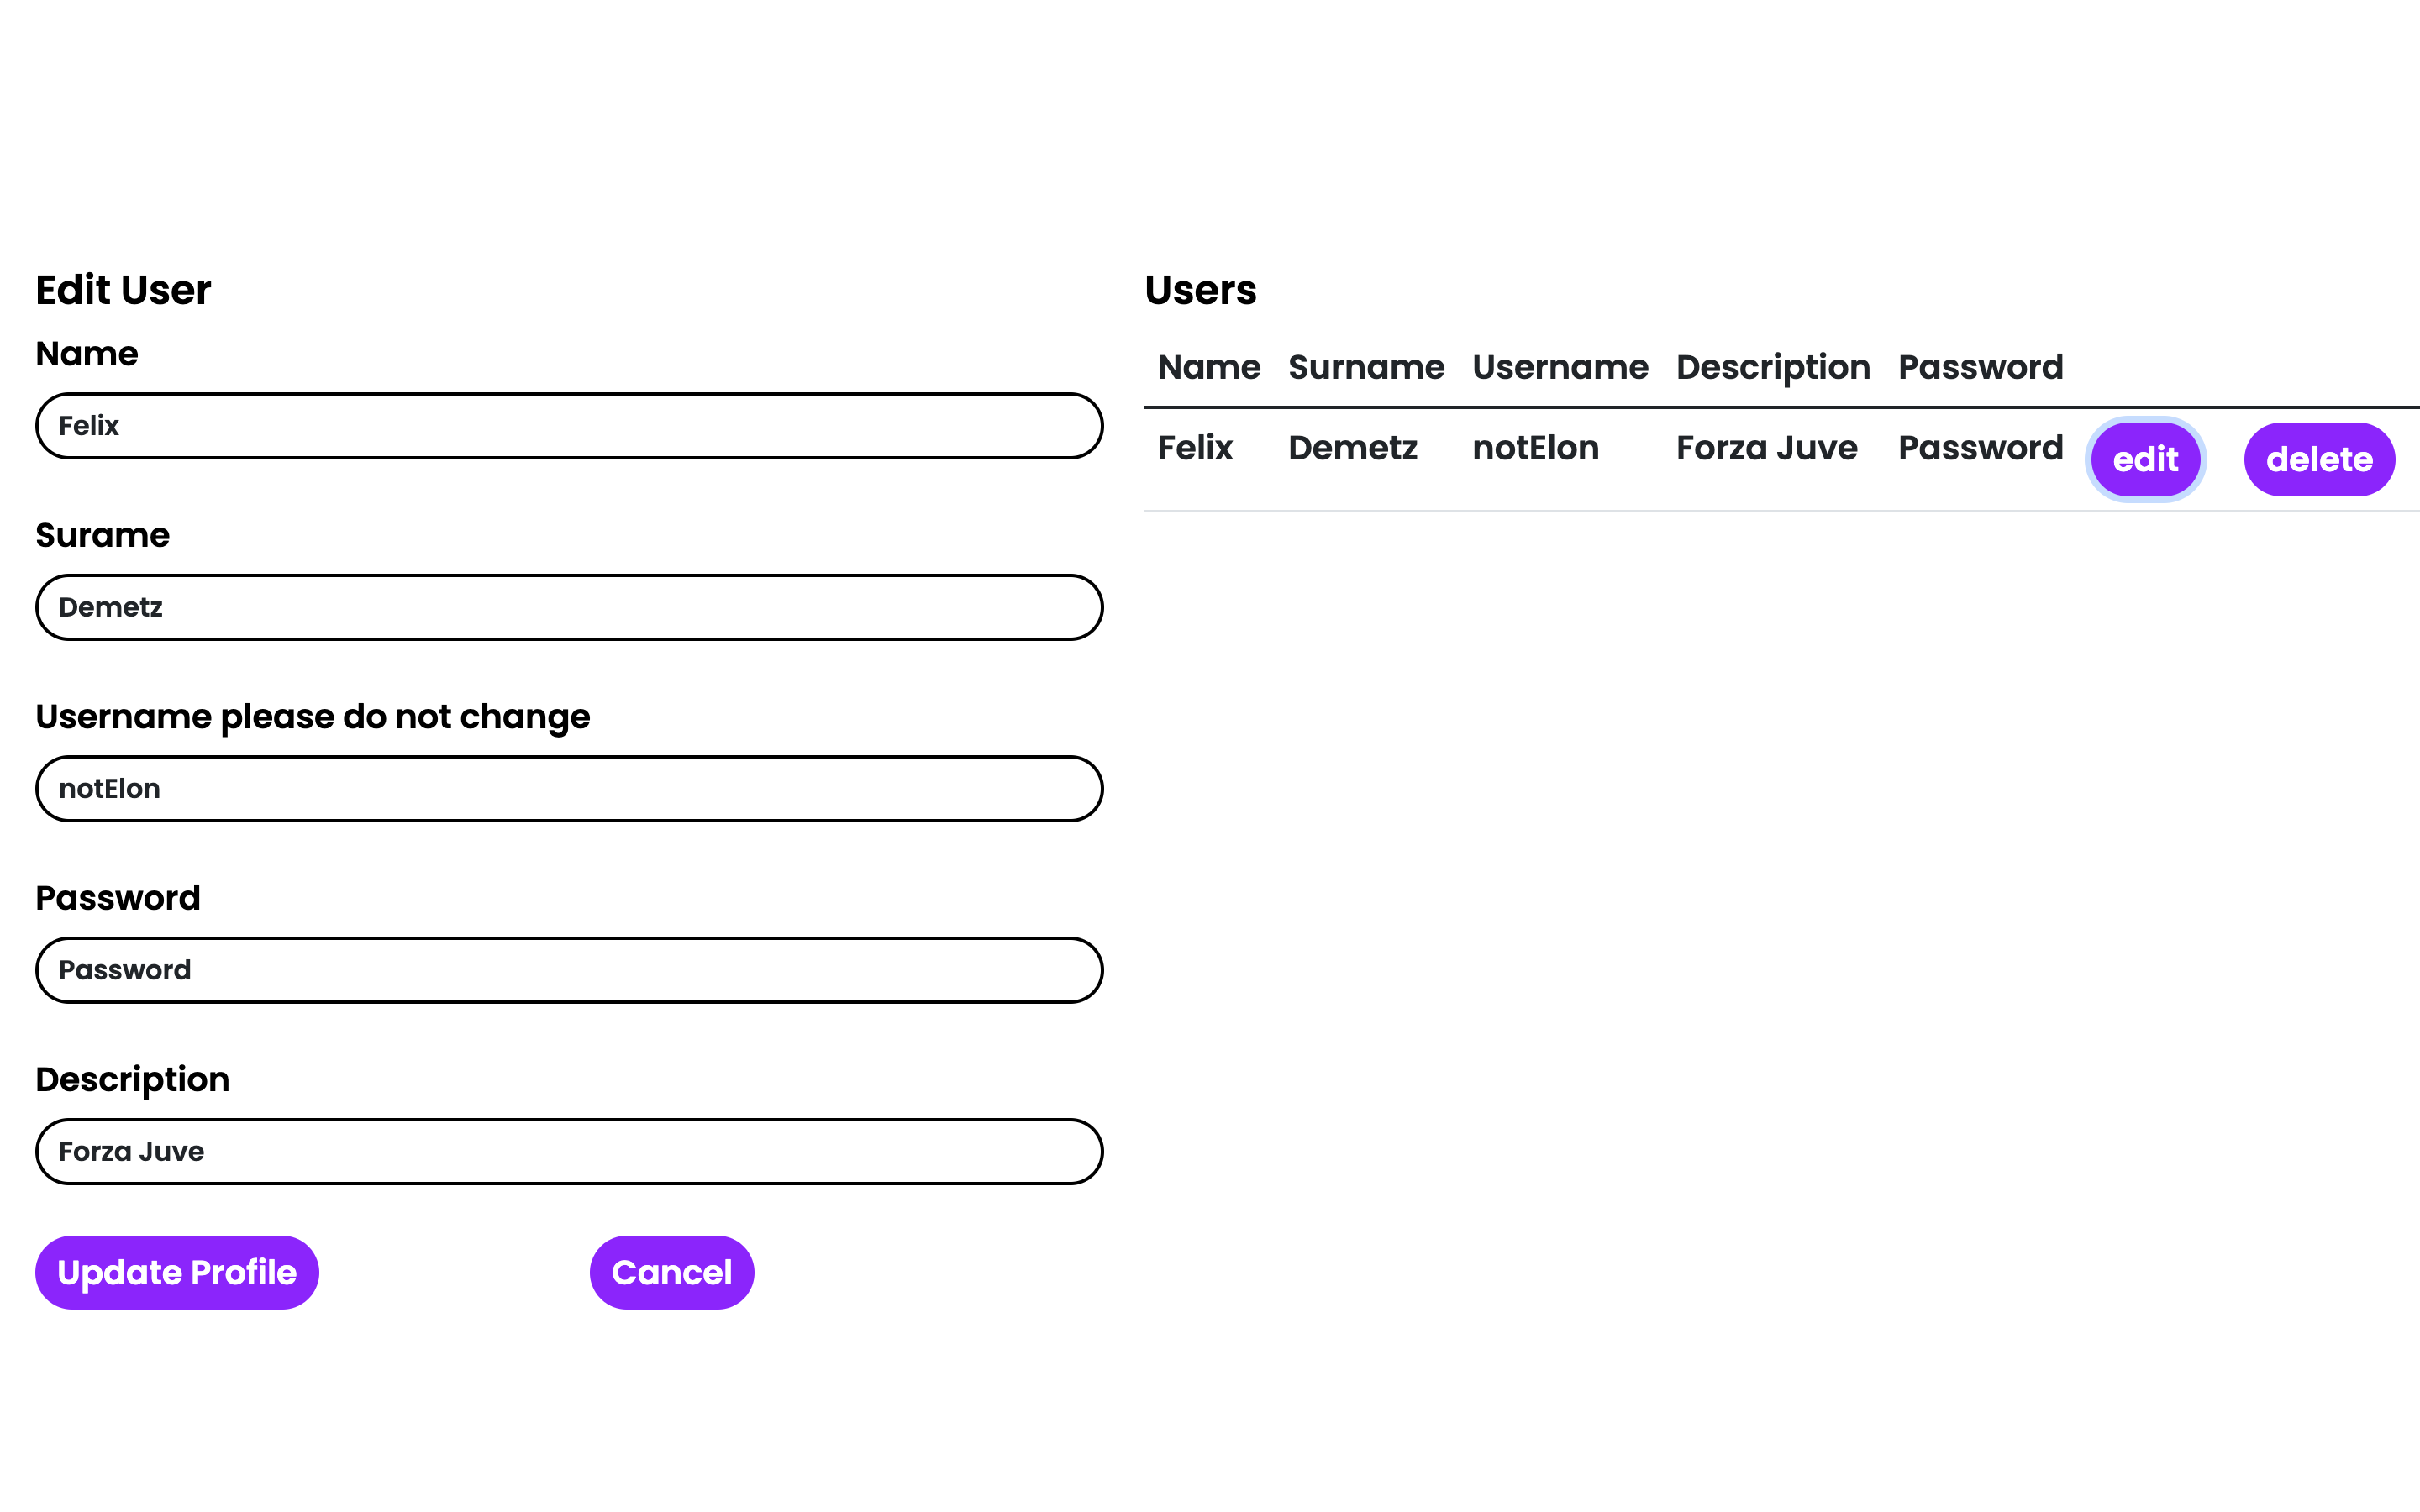 Edit User
Name
Felix
Surame
Demetz
Username please do not change
notElon
Password
Password
Description
Forza Juve
Update Profile Cancel
Users
Name Surname Username Description Password
Felix Demetz notElon Forza Juve Password edit delete